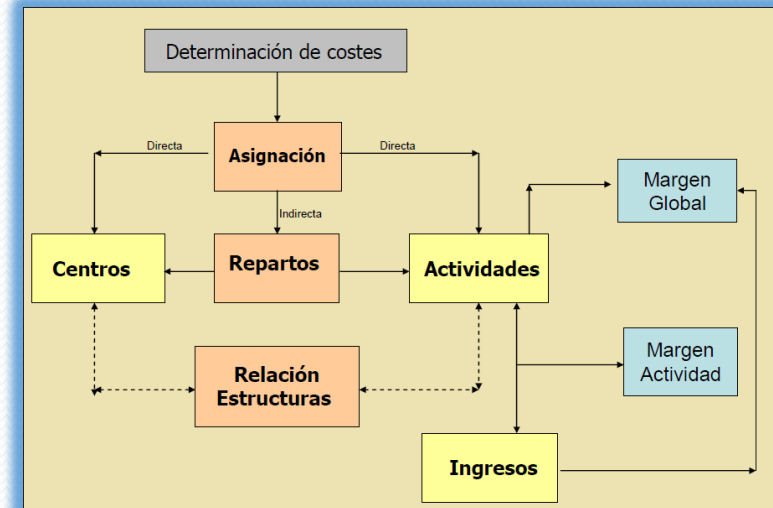 Determinación de costes
Directa
Asignación
Directa
Margen
Global
Indirecta
Centros
Repartos
Actividades
Relación
Estructuras
Margen
Actividad
Ingresos